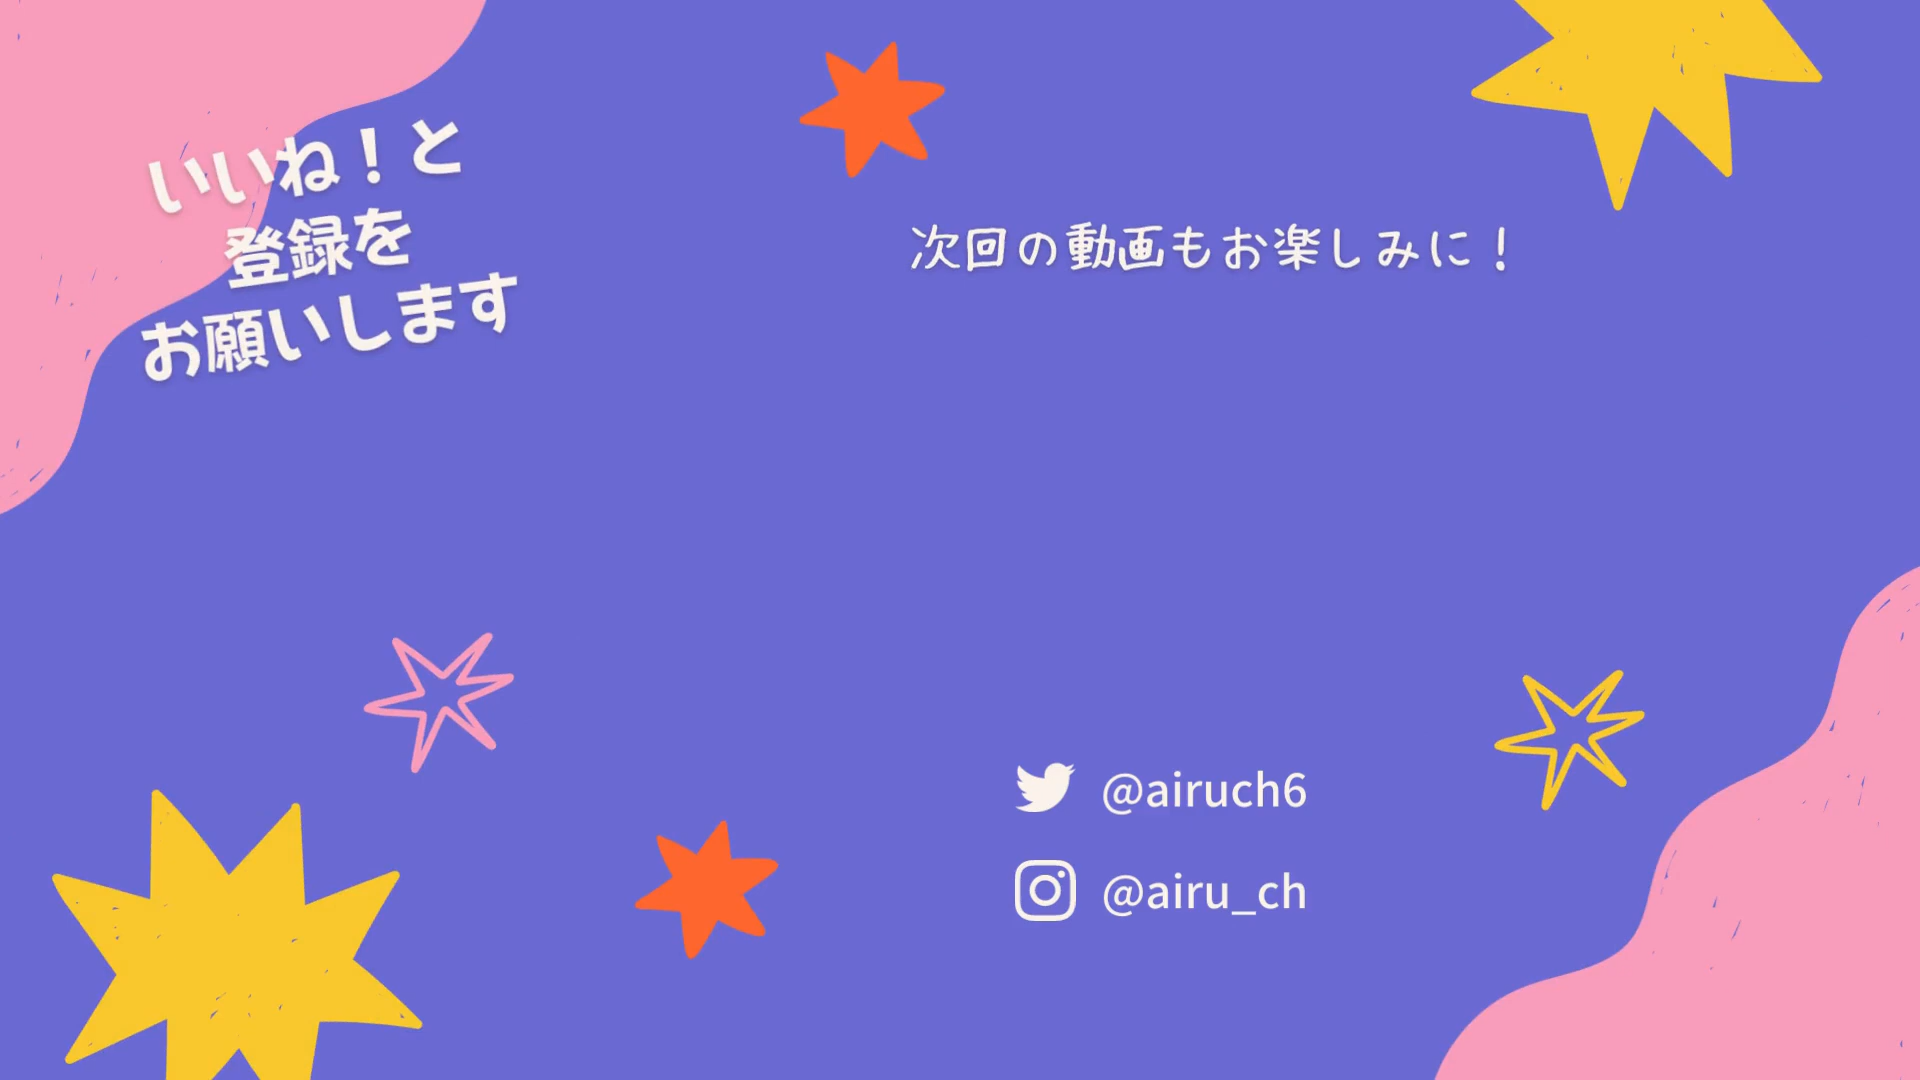 いいね！と
登録を
お願いします
次回の動画もお楽しみに！
@airuch6
@airu_ch